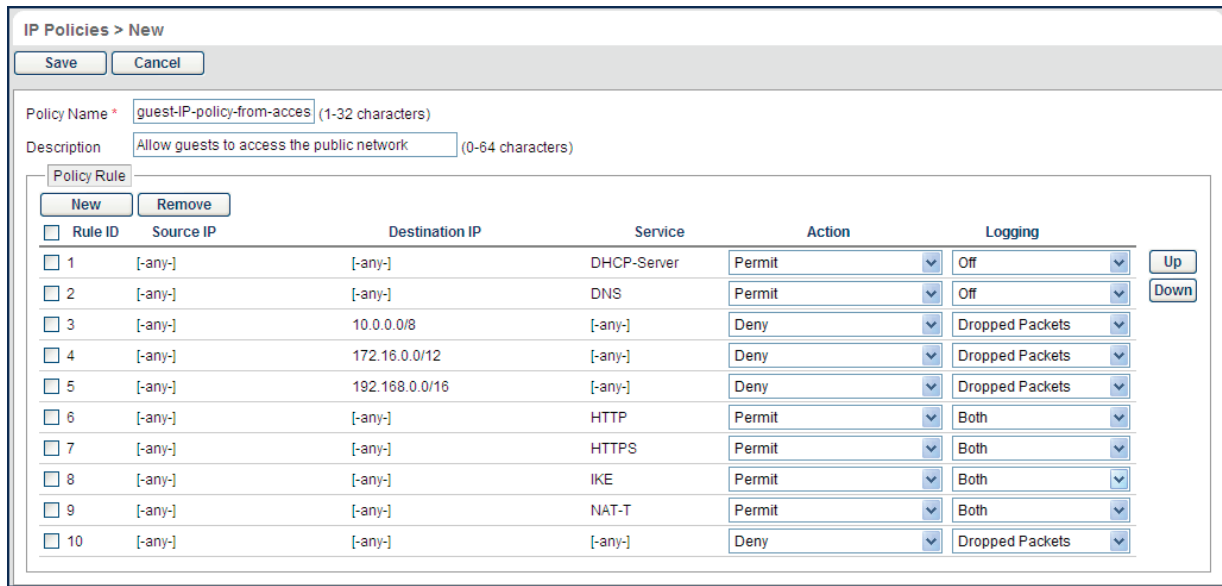 IP Policies > New
Save Cancel
Policy Name * guest-IP-policy-from-acces (1-32 characters)
Description Allow guests to access the public network (0-64 characters)
Policy Rule
New Remove
Rule ID Source IP Destination IP Service Action Logging
1 [-any-] [-any-] DHCP-Server Permit Off Up
2 [-any-] [-any-] DNS Permit Off Down
3 [-any-] 10.0.0.0/8 [-any-] Deny Dropped Packets
4 [-any-] 172.16.0.0/12 [-any-] Deny Dropped Packets
5 [-any-] 192.168.0.0/16 [-any-] Deny Dropped Packets
6 [-any-] [-any-] HTTP Permit Both
7 [-any-] [-any-] HTTPS Permit Both
8 [-any-] [-any-] IKE Permit Both
9 [-any-] [-any-] NAT-T Permit Both
10 [-any-] [-any-] [-any-] Deny Dropped Packets